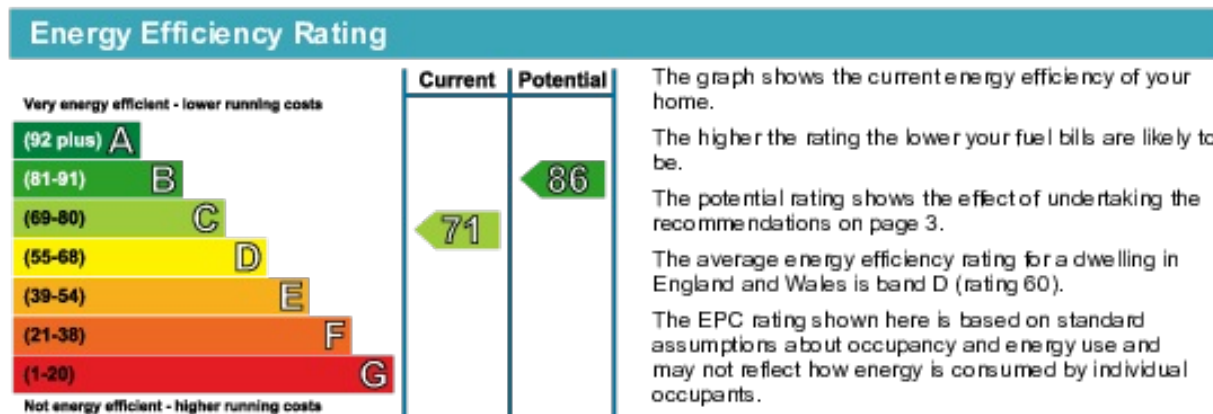 Energy Efficiency Rating
Current Potential
Very energy efficient - lower running costs
(92 plus) A
(81-91) B
86
(69-80) C
71
(55-68) D
(39-54) E
(21-38) F
(1-20) G
Not energy efficient - higher running costs
The graph shows the current energy efficiency of your
home.
The higher the rating the lower your fuel bills are likely to
be.
The potential rating shows the effect of undertaking the
recommendations on page 3.
The average energy efficiency rating for a dwelling in
England and Wales is band D (rating 60).
The EPC rating shown here is based on standard
assumptions about occupancy and energy use and
may not reflect how energy is consumed by individual
occupants.